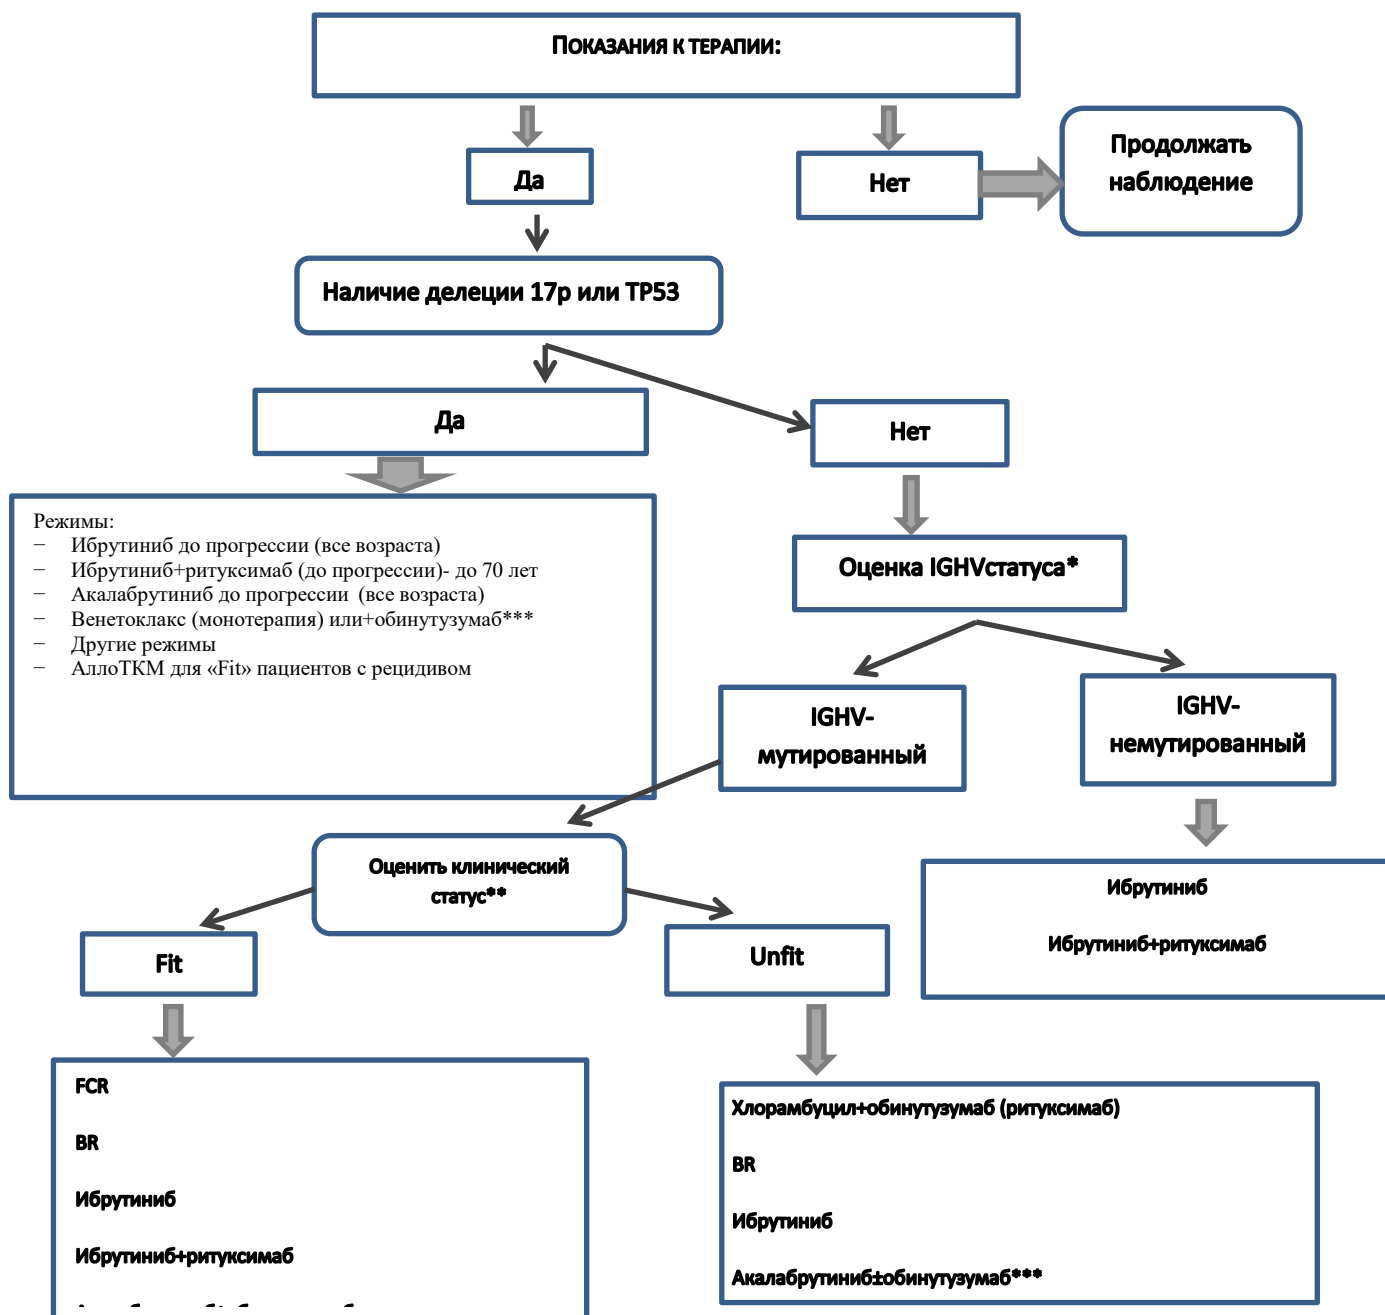 ПОКАЗАНИЯ К ТЕРАПИИ:
Да
Нет
Продолжать
наблюдение
Наличие делеции 17p или TP53
Да
Нет
Режимы:
− Ибрутиниб до прогрессии (все возраста)
− Ибрутиниб+ритуксимаб (до прогрессии)- до 70 лет
− Акалабрутиниб до прогрессии (все возраста)
− Венетоклакс (монотерапия) или+обинутузумаб***
− Другие режимы
− АллоТКМ для «Fit» пациентов с рецидивом
Оценка IGHVстатуса*
IGHV-
мутированный
IGHV-
немутированный
Оценить клинический
статус**
Ибрутиниб
Ибрутиниб+ритуксимаб
Fit
Unfit
FCR
BR
Ибрутиниб
Ибрутиниб+ритуксимаб
Хлорамбуцил+обинутузумаб (ритуксимаб)
BR
Ибрутиниб
Акалабрутиниб±обинутузумаб***